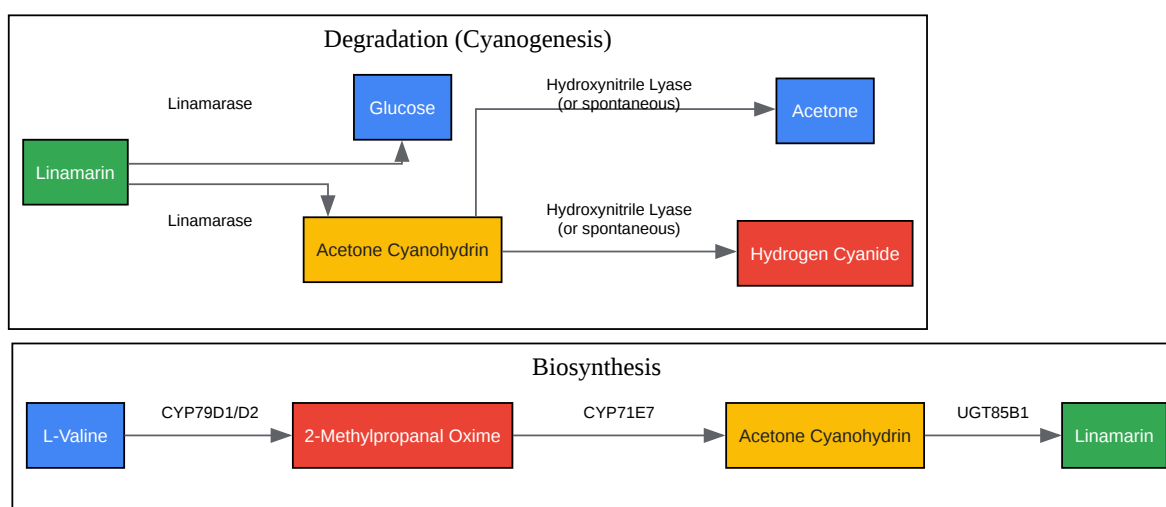 Degradation (Cyanogenesis)
Linamarase
Glucose
Hydroxynitrile Lyase
(or spontaneous)
Acetone
Linamarin
Linamarase
Acetone Cyanohydrin
Hydroxynitrile Lyase
(or spontaneous)
Hydrogen Cyanide
Biosynthesis
L-Valine
CYP79D1/D2
2-Methylpropanal Oxime
CYP71E7
Acetone Cyanohydrin
UGT85B1
Linamarin